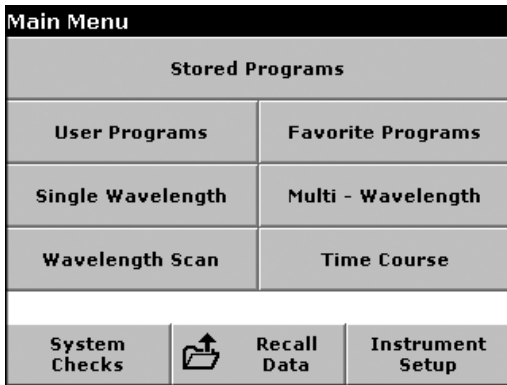 Main Menu
Stored Programs
User Programs
Favorite Programs
Single Wavelength
Multi - Wavelength
Wavelength Scan
Time Course
System
Checks
Recall
Data
Instrument
Setup